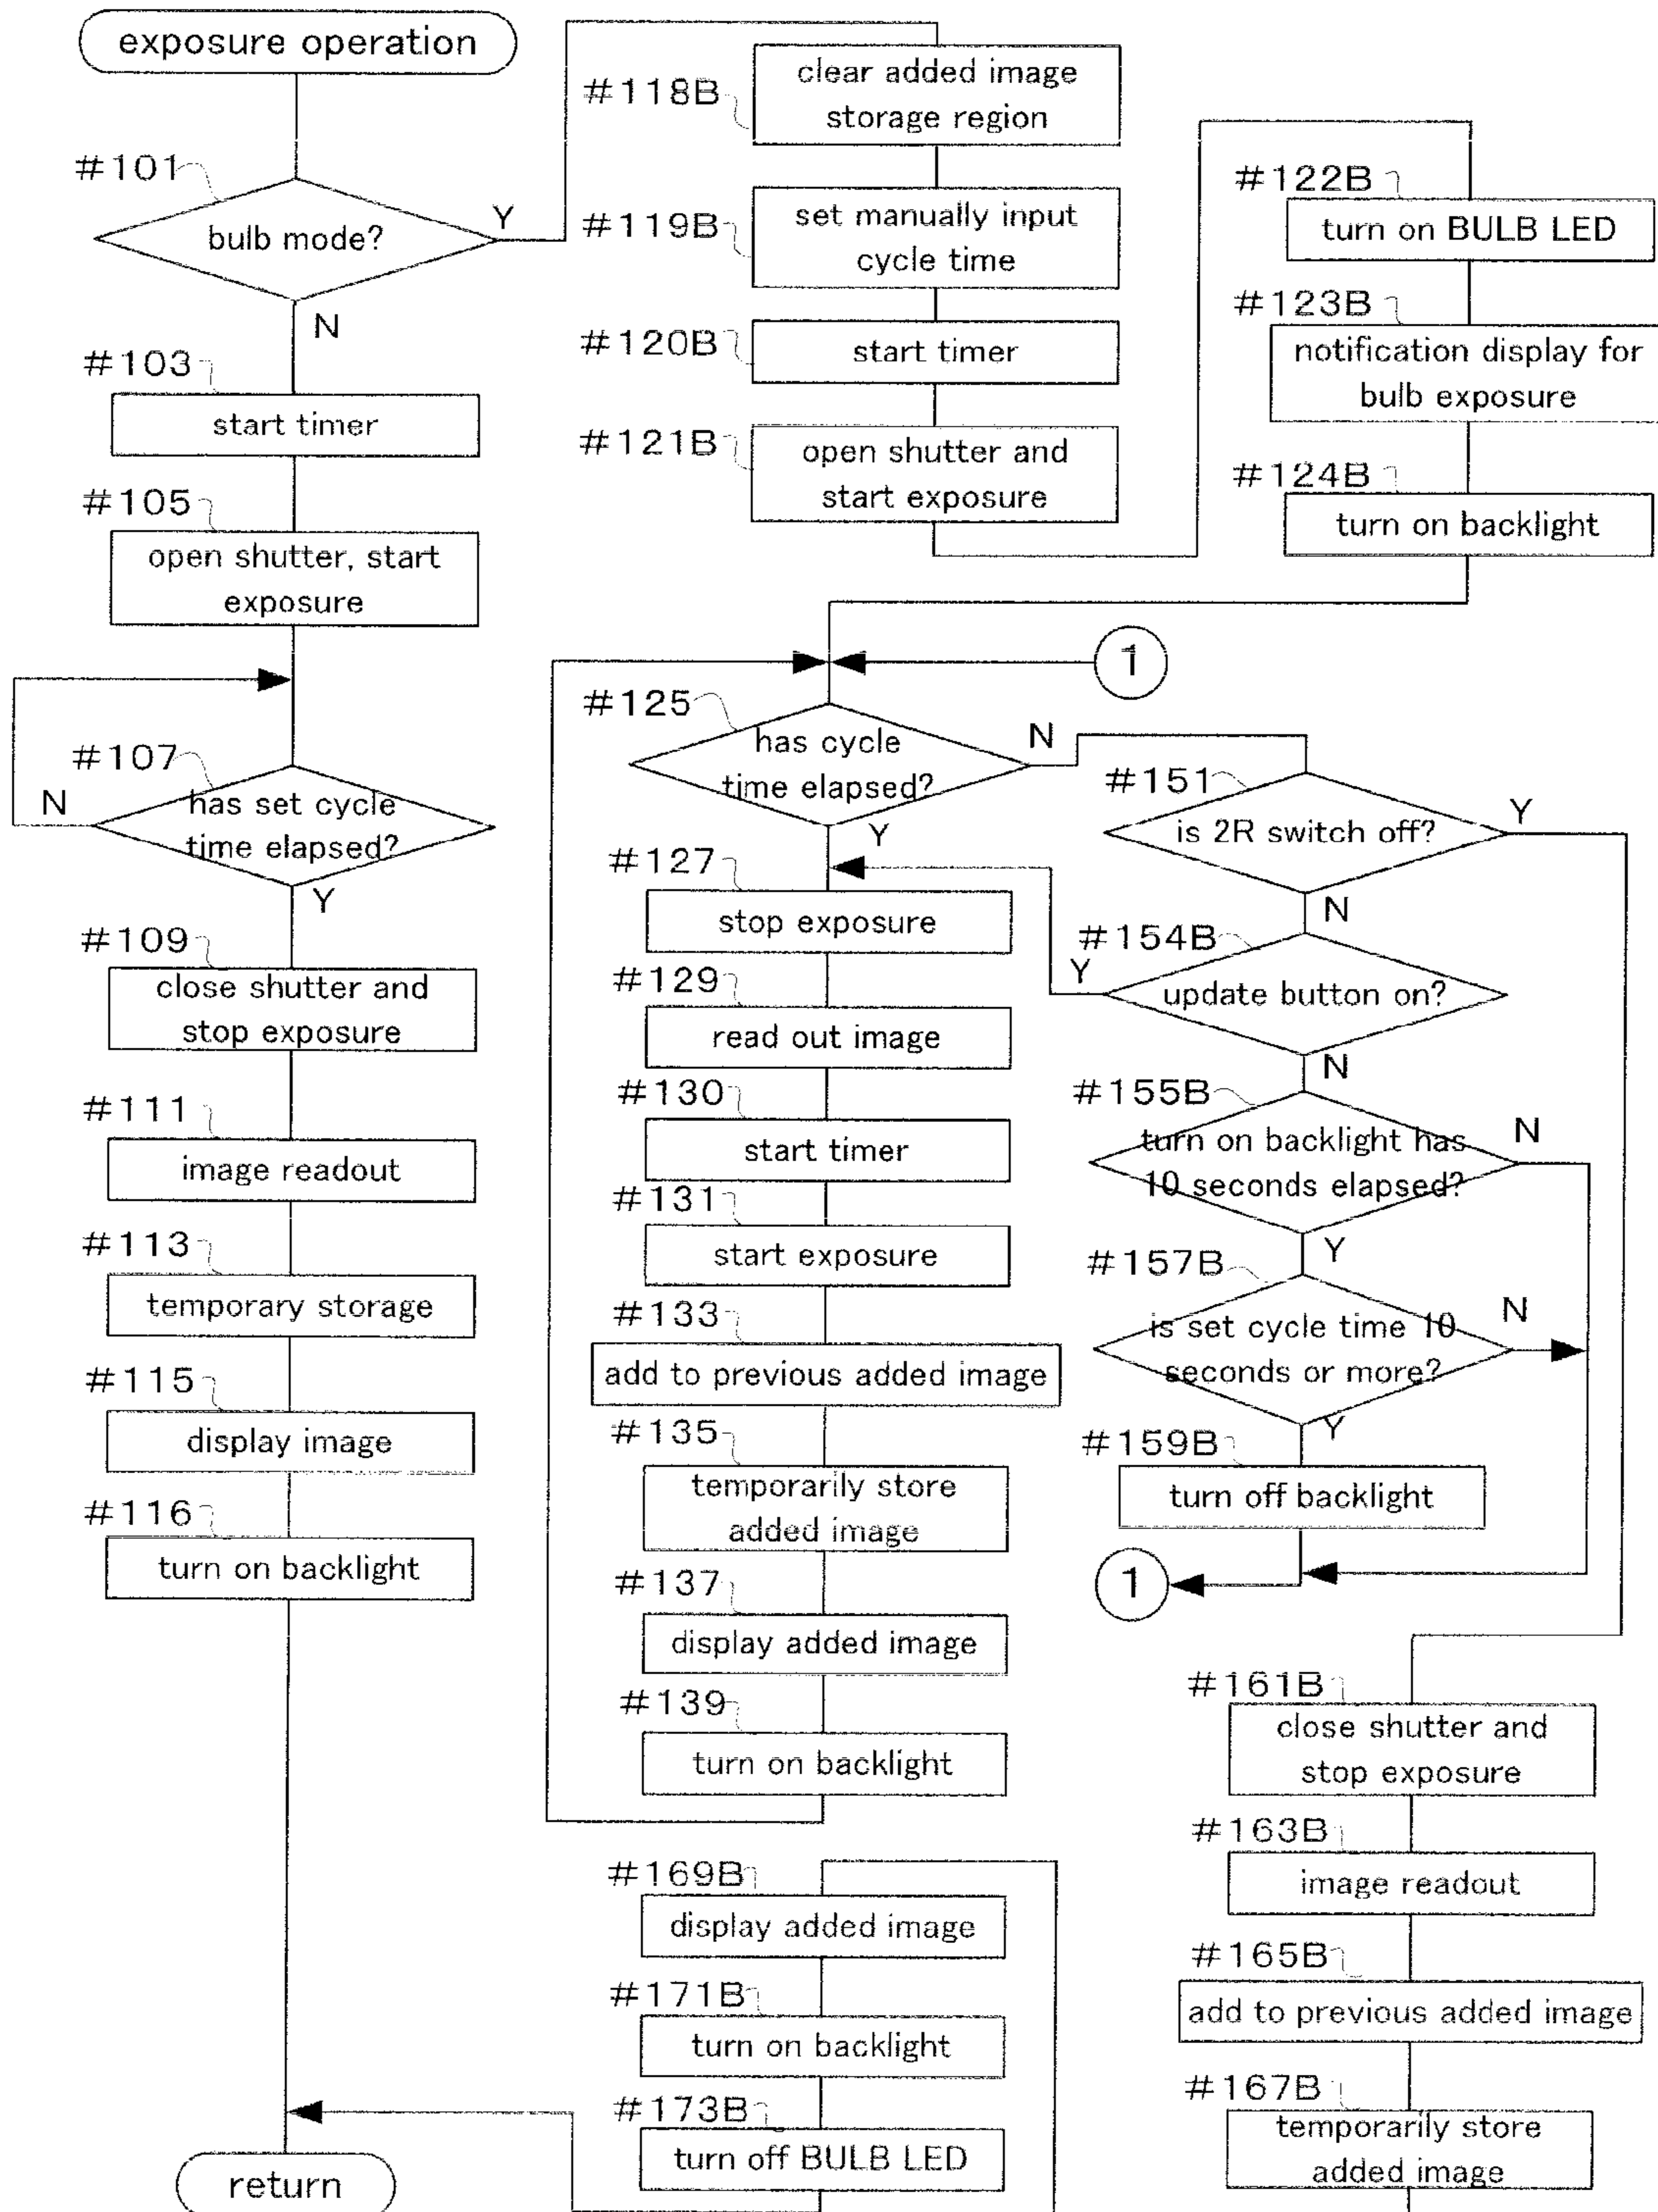 exposure operation
#101
bulb mode?
Y
N
#103
start timer
#105
open shutter, start
exposure
#107
has set cycle
time elapsed?
N
Y
#109
close shutter and
stop exposure
#111
image readout
#113
temporary storage
#115
display image
#116
turn on backlight
return
#118B
clear added image
storage region
#119B
set manually input
cycle time
#120B
start timer
#121B
open shutter and
start exposure
#122B
turn on BULB LED
#123B
notification display for
bulb exposure
#124B
turn on backlight
1
#125
has cycle
time elapsed?
N
Y
#127
stop exposure
#129
read out image
#130
start timer
#131
start exposure
#133
add to previous added image
#135
temporarily store
added image
#137
display added image
#139
turn on backlight
#151
is 2R switch off?
Y
N
#154B
update button on?
Y
N
#155B
turn on backlight has
10 seconds elapsed?
N
Y
#157B
is set cycle time 10
seconds or more?
N
Y
#159B
turn off backlight
1
#161B
close shutter and
stop exposure
#163B
image readout
#165B
add to previous added image
#167B
temporarily store
added image
#169B
display added image
#171B
turn on backlight
#173B
turn off BULB LED